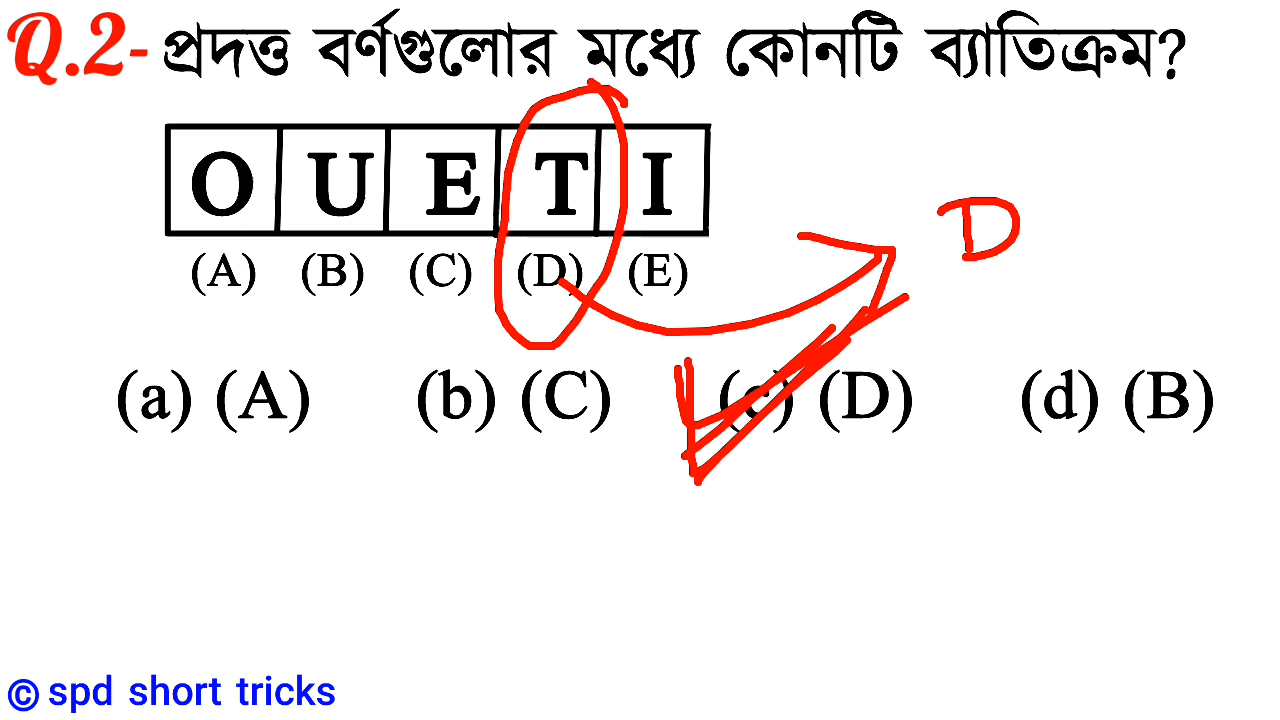 Q.2- প্রদত্ত বর্ণগুলোর মধ্যে কোনটি ব্যাতিক্রম?
O U E T I
(A) (B) (C) (D) (E)
D
(a) (A) (b) (C) (c) (D) (d) (B)
© spd short tricks